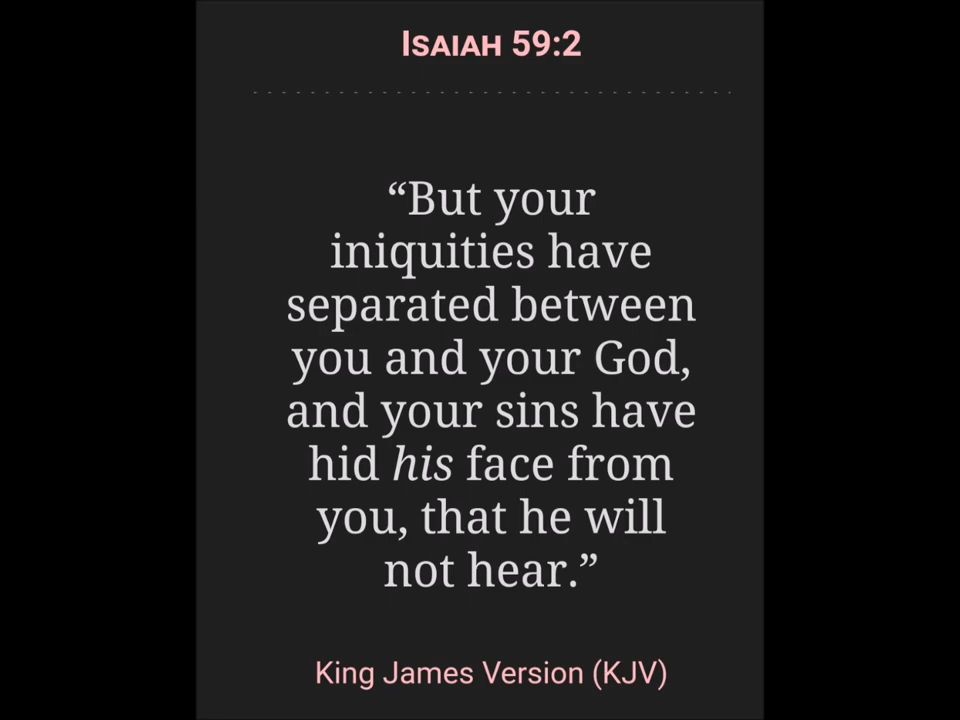 Isaiah 59:2
“But your
iniquities have
separated between
you and your God,
and your sins have
hid his face from
you, that he will
not hear.”
King James Version (KJV)